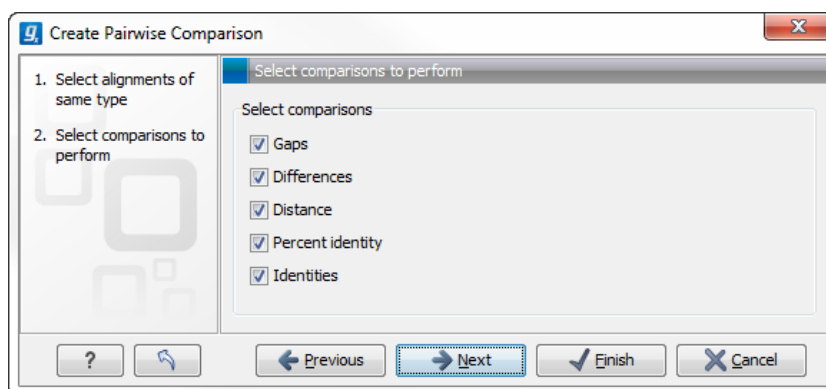 Create Pairwise Comparison
1. Select alignments of
same type
2. Select comparisons to
perform
Select comparisons to perform
Select comparisons
Gaps
Differences
Distance
Percent identity
Identities
?
Previous
Next
Finish
Cancel